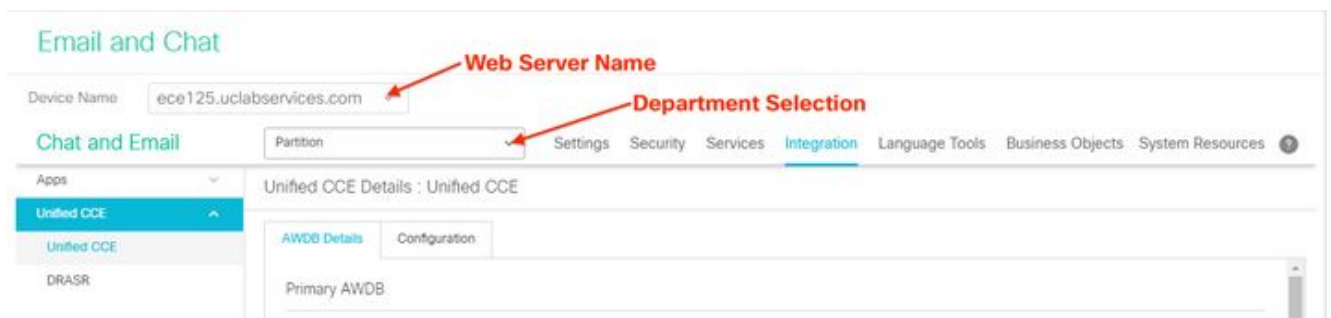 Email and Chat
Web Server Name
Device Name ece125.uclabservices.com
Department Selection
Chat and Email Partition Settings Security Services Integration Language Tools Business Objects System Resources ?
Apps Unified CCE Details : Unified CCE
Unified CCE
Unified CCE AWDB Details Configuration
DRASR Primary AWDB